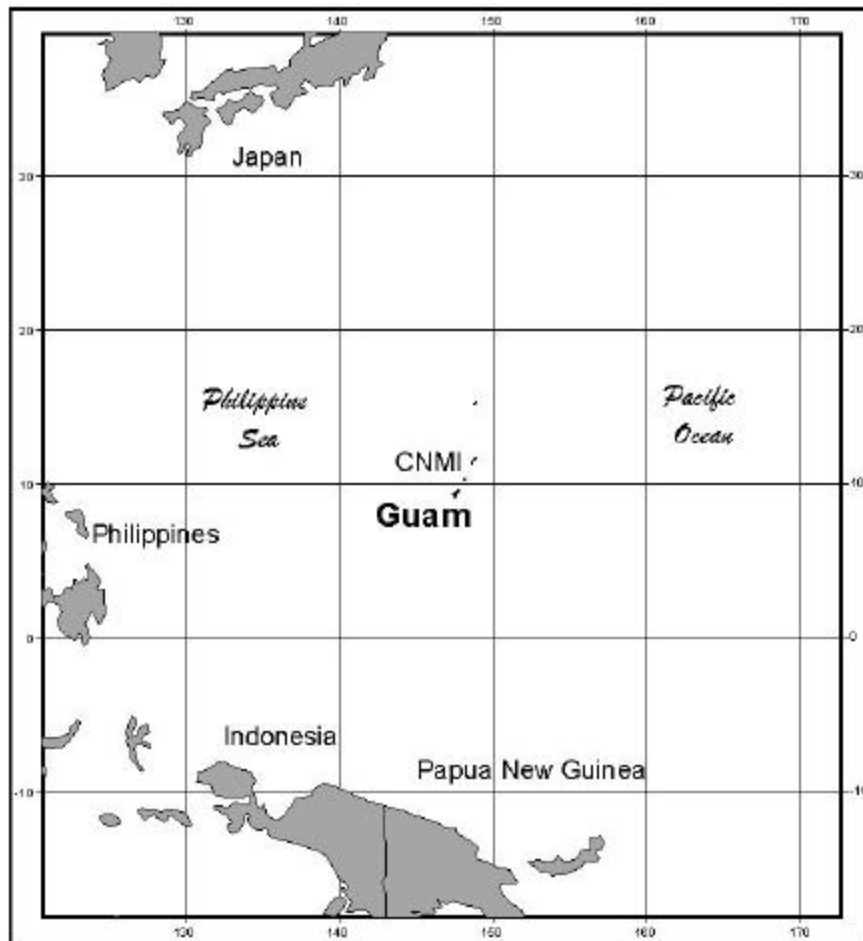 130 140 150 160 170
Japan
30 30
20 20
Philippine
Sea
Pacific
Ocean
CNMI
10 10
Guam
Philippines
0 0
Indonesia
Papua New Guinea
-10 -10
130 140 150 160 170